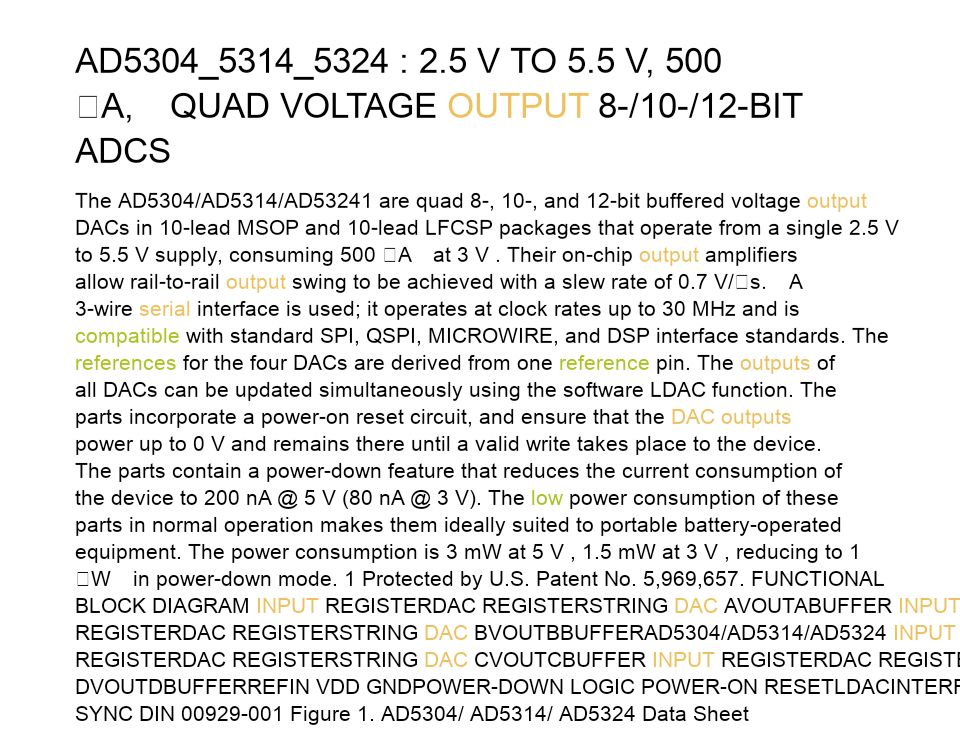 AD5304_5314_5324 : 2.5 V TO 5.5 V, 500
□A, QUAD VOLTAGE OUTPUT 8-/10-/12-BIT
ADCS
The AD5304/AD5314/AD53241 are quad 8-, 10-, and 12-bit buffered voltage output
DACs in 10-lead MSOP and 10-lead LFCSP packages that operate from a single 2.5 V
to 5.5 V supply, consuming 500 □A at 3 V . Their on-chip output amplifiers
allow rail-to-rail output swing to be achieved with a slew rate of 0.7 V/□s. A
3-wire serial interface is used; it operates at clock rates up to 30 MHz and is
compatible with standard SPI, QSPI, MICROWIRE, and DSP interface standards. The
references for the four DACs are derived from one reference pin. The outputs of
all DACs can be updated simultaneously using the software LDAC function. The
parts incorporate a power-on reset circuit, and ensure that the DAC outputs
power up to 0 V and remains there until a valid write takes place to the device.
The parts contain a power-down feature that reduces the current consumption of
the device to 200 nA @ 5 V (80 nA @ 3 V). The low power consumption of these
parts in normal operation makes them ideally suited to portable battery-operated
equipment. The power consumption is 3 mW at 5 V , 1.5 mW at 3 V , reducing to 1
□W in power-down mode. 1 Protected by U.S. Patent No. 5,969,657. FUNCTIONAL
BLOCK DIAGRAM INPUT REGISTERDAC REGISTERSTRING DAC AVOUTABUFFER INPUT
REGISTERDAC REGISTERSTRING DAC BVOUTBBUFFERAD5304/AD5314/AD5324 INPUT
REGISTERDAC REGISTERSTRING DAC CVOUTCBUFFER INPUT REGISTERDAC REGISTE
DVOUTDBUFFERREFIN VDD GNDPOWER-DOWN LOGIC POWER-ON RESETLDACINTERF
SYNC DIN 00929-001 Figure 1. AD5304/ AD5314/ AD5324 Data Sheet